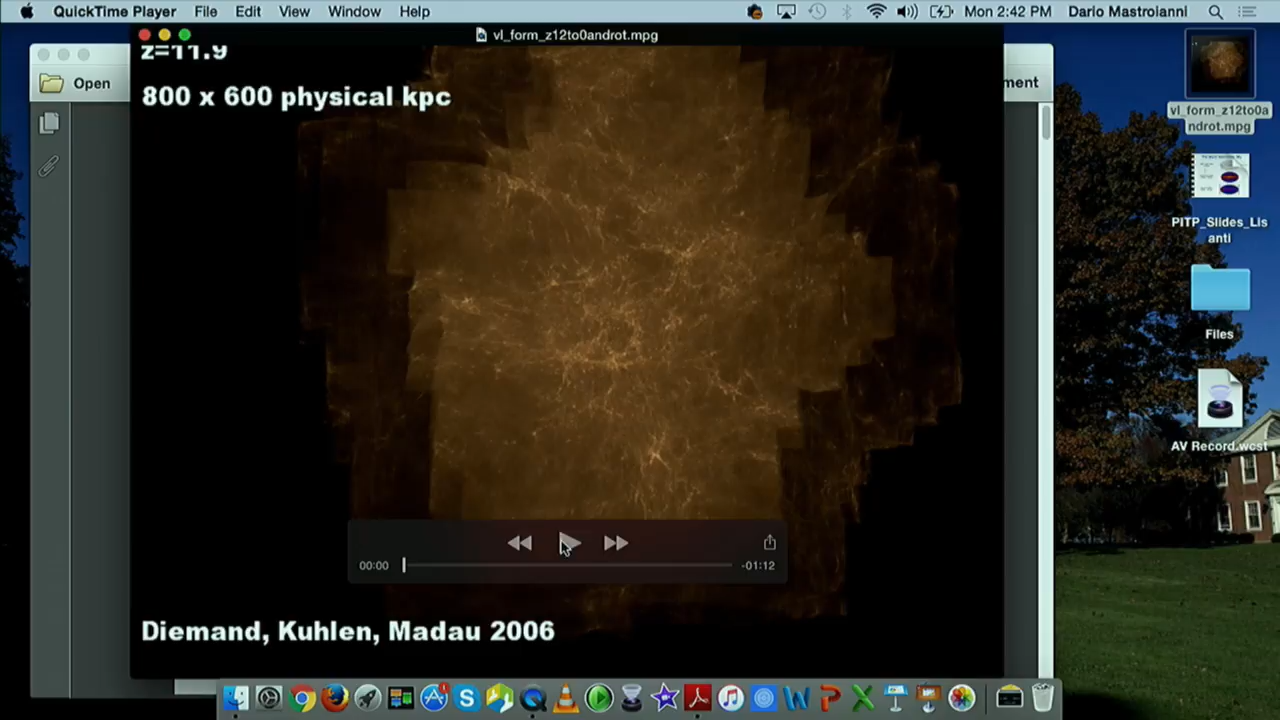 QuickTime Player File Edit View Window Help Mon 2:42 PM Dario Mastroianni
vl_form_z12to0androt.mpg
z=11.9
Open
ment
800 x 600 physical kpc
vl_form_z12to0a
ndrot.mpg
PITP_Slides_Lis
anti
Files
AV Record.wcst
00:00 -01:12
Diemand, Kuhlen, Madau 2006